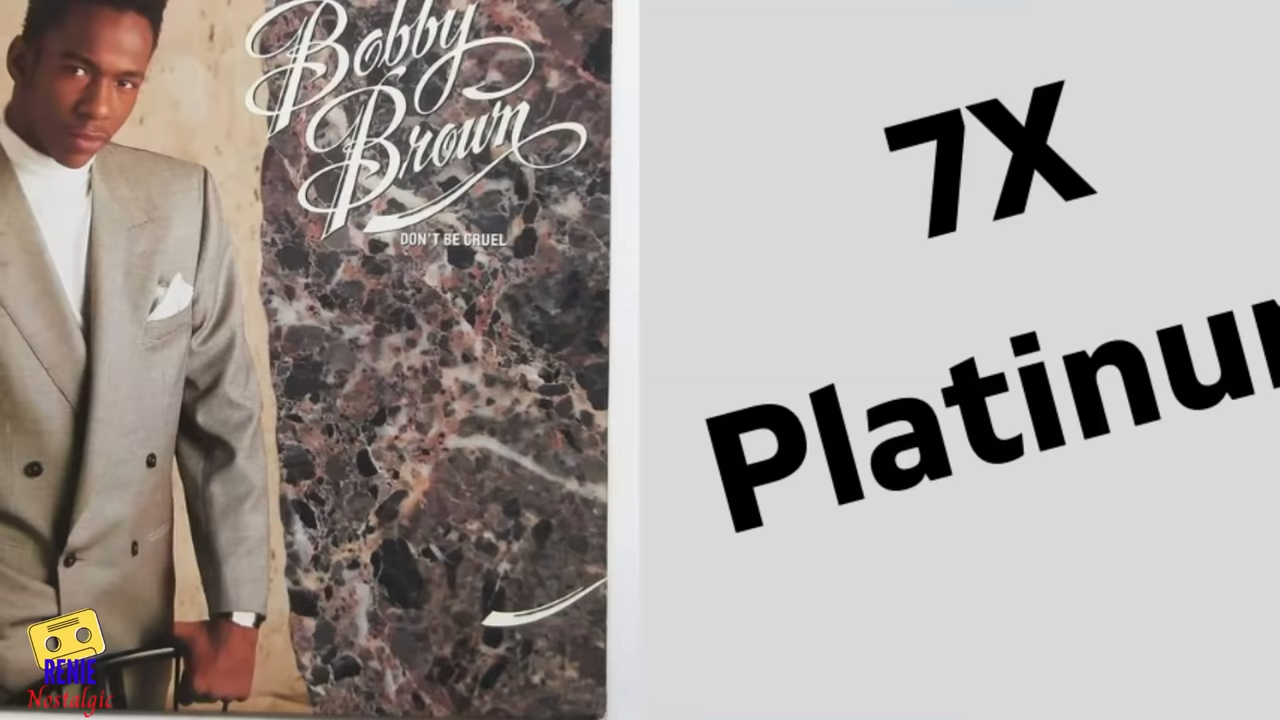 Bobby
Brown
DON'T BE CRUEL
7X
Platinu
RENIE
Nostalgic